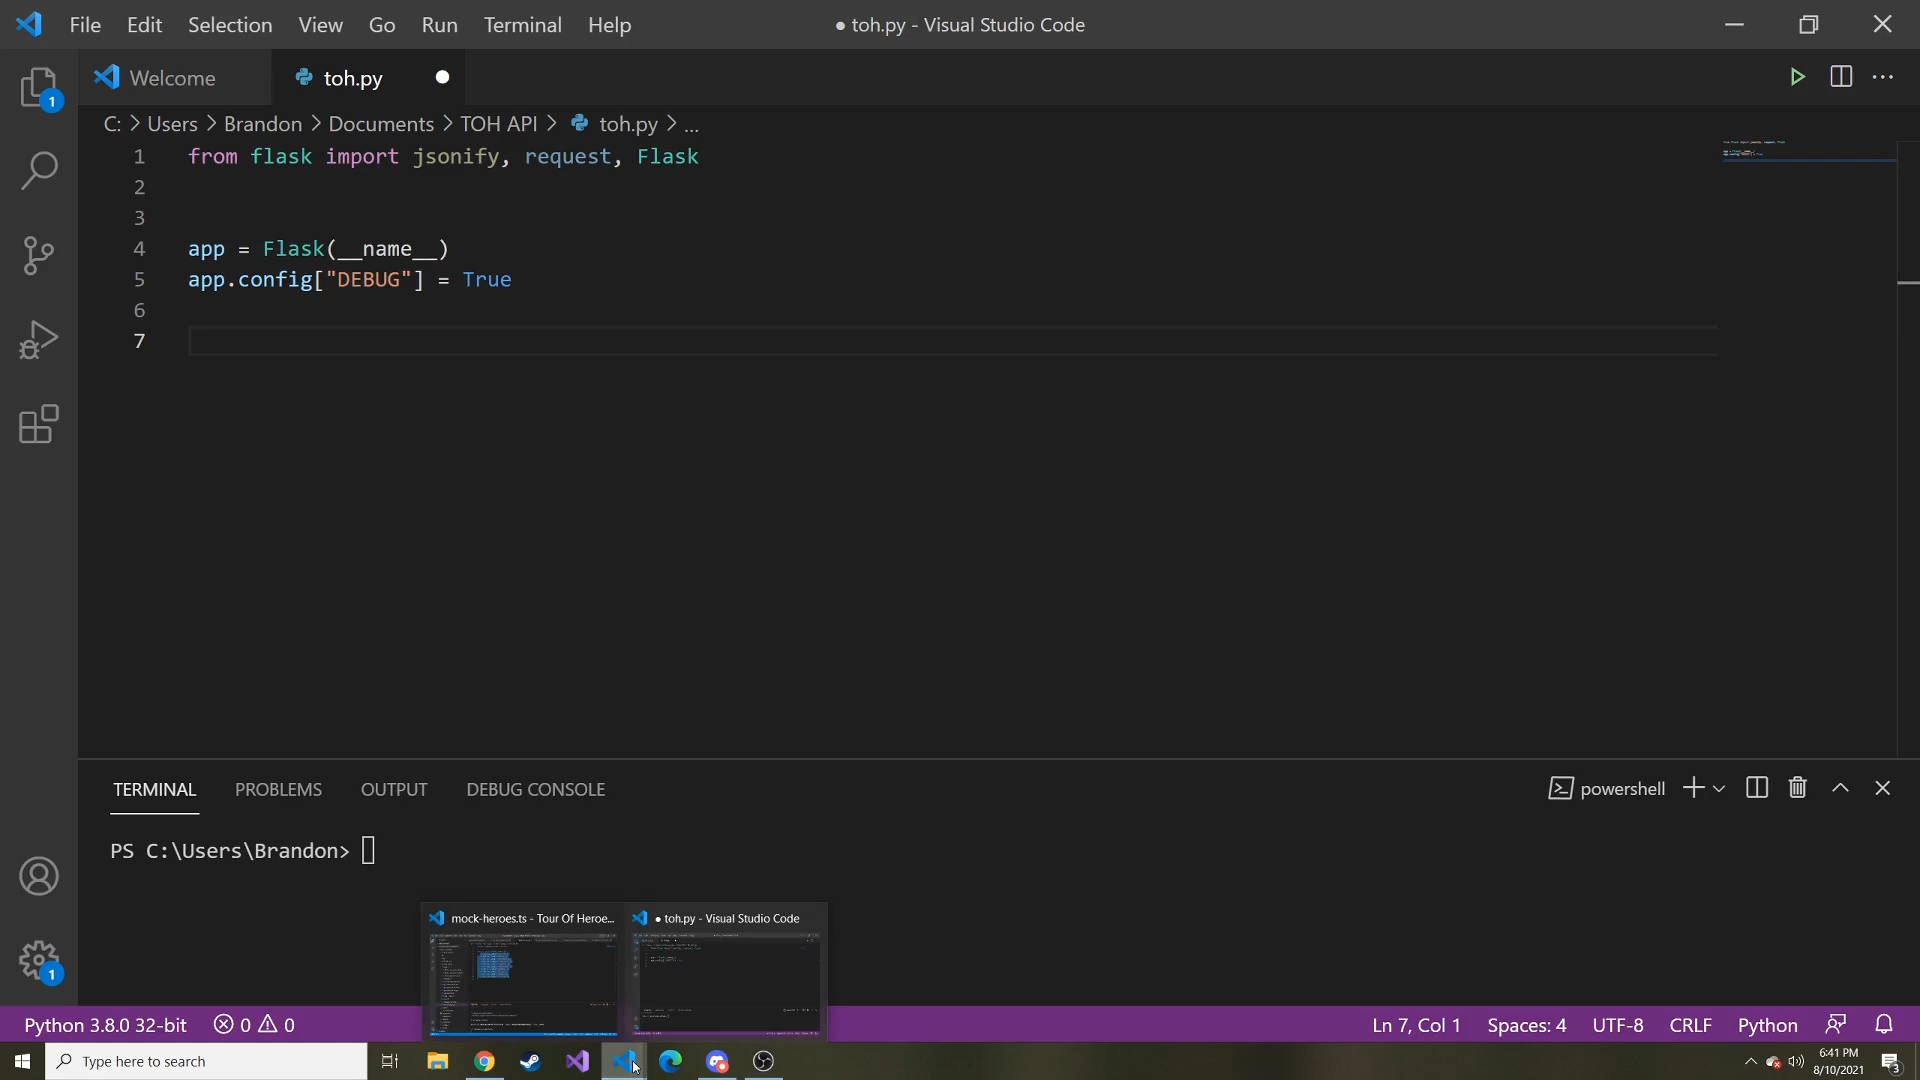 File Edit Selection View Go Run Terminal Help
● toh.py - Visual Studio Code
Welcome
toh.py
1
C: > Users > Brandon > Documents > TOH API > toh.py > ...
1 from flask import jsonify, request, Flask
2
3
4 app = Flask(__name__)
5 app.config["DEBUG"] = True
6
7
TERMINAL PROBLEMS OUTPUT DEBUG CONSOLE
powershell
PS C:\Users\Brandon>
mock-heroes.ts - Tour Of Heroe...
● toh.py - Visual Studio Code
1
Python 3.8.0 32-bit 0 0
Ln 7, Col 1 Spaces: 4 UTF-8 CRLF Python
Type here to search
6:41 PM
8/10/2021
3